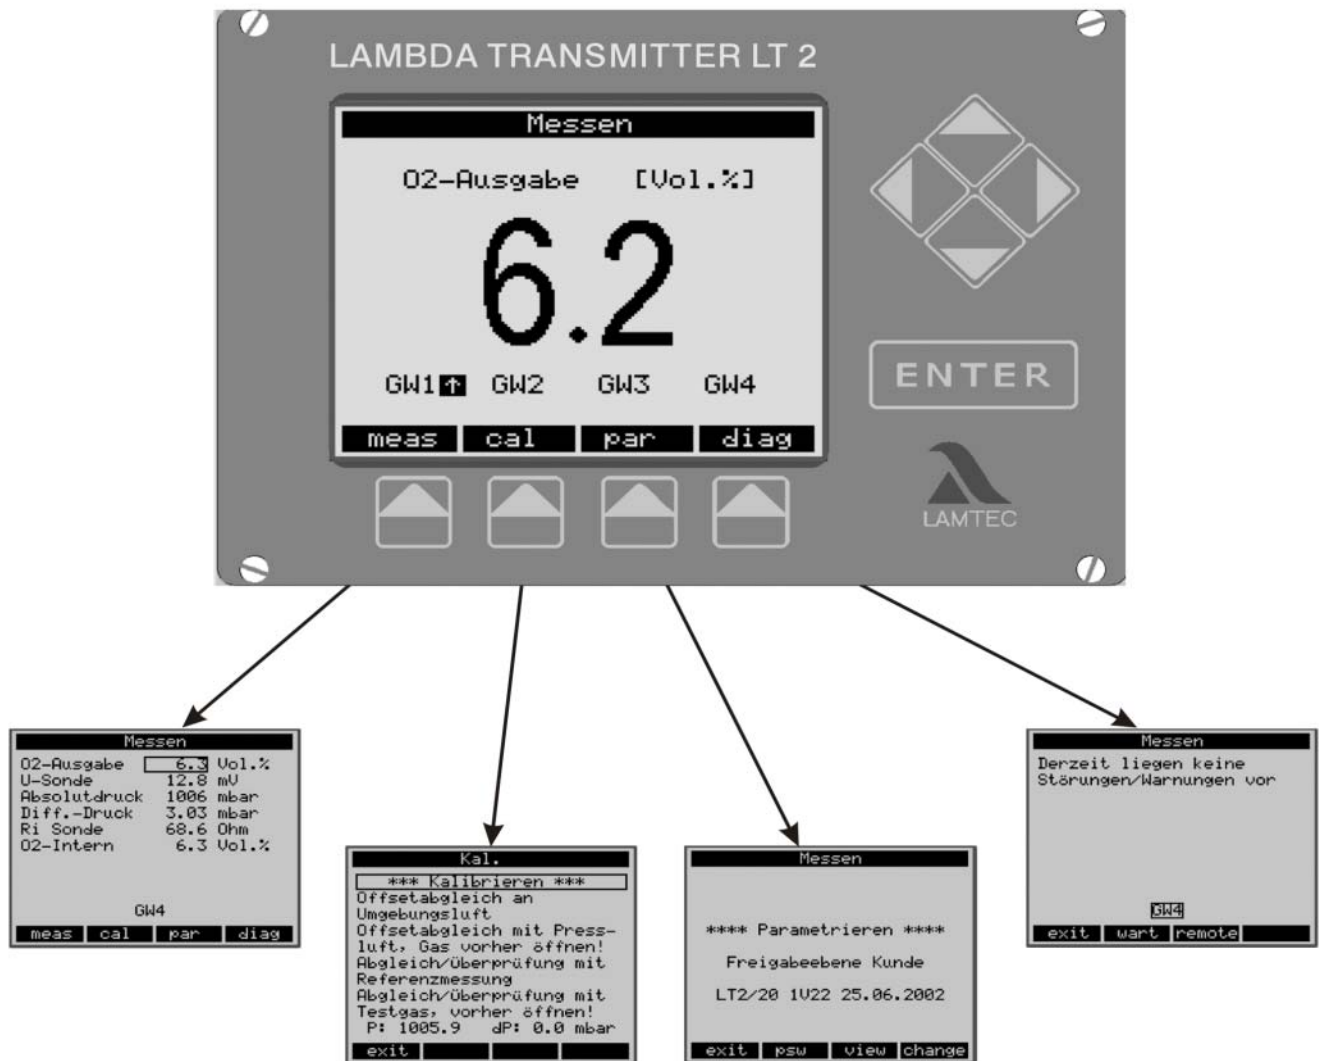 LAMBDA TRANSMITTER LT 2
Messen
O2-Ausgabe [Vol.%]
6.2
GW1↑ GW2 GW3 GW4
meas cal par diag
ENTER
LAMTEC
Messen
O2-Ausgabe 6.3 Vol.%
U-Sonde 12.8 mV
Absolutdruck 1006 mbar
Diff.-Druck 3.03 mbar
Ri Sonde 68.6 Ohm
O2-Intern 6.3 Vol.%
GW4
meas cal par diag
Kal.
*** Kalibrieren ***
Offsetabgleich an
Umgebungsluft
Offsetabgleich mit Press-
luft, Gas vorher öffnen!
Abgleich/Überprüfung mit
Referenzmessung
Abgleich/Überprüfung mit
Testgas, vorher öffnen!
P: 1005.9 dP: 0.0 mbar
exit
Messen
**** Parametrieren ****
Freigabeebene Kunde
LT2/20 1V22 25.06.2002
exit psw view change
Messen
Derzeit liegen keine
Störungen/Warnungen vor
GW4
exit wart remote